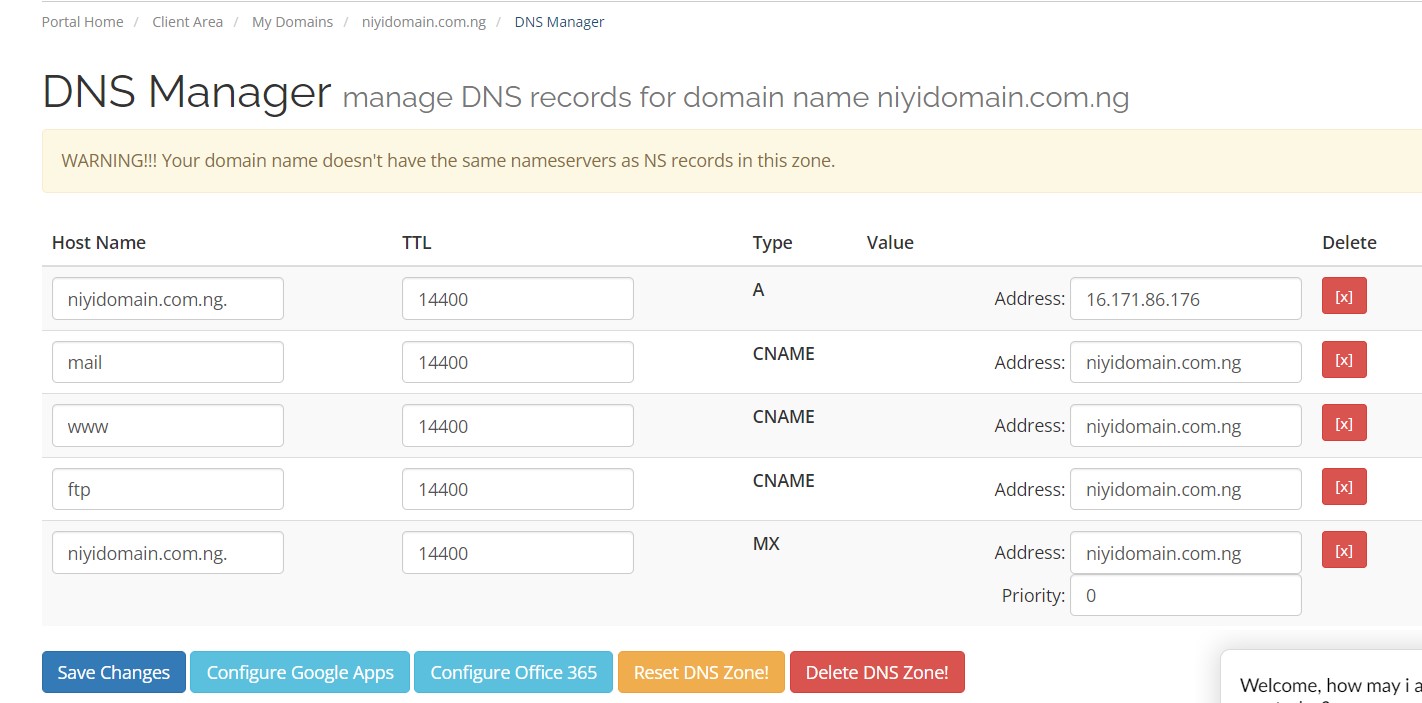 Portal Home / Client Area / My Domains / niyidomain.com.ng / DNS Manager
DNS Manager manage DNS records for domain name niyidomain.com.ng
WARNING!!! Your domain name doesn't have the same nameservers as NS records in this zone.
Host Name TTL Type Value Delete
niyidomain.com.ng. 14400 A Address: 16.171.86.176 [x]
mail 14400 CNAME Address: niyidomain.com.ng [x]
www 14400 CNAME Address: niyidomain.com.ng [x]
ftp 14400 CNAME Address: niyidomain.com.ng [x]
niyidomain.com.ng. 14400 MX Address: niyidomain.com.ng [x]
Priority: 0
Save Changes Configure Google Apps Configure Office 365 Reset DNS Zone! Delete DNS Zone!
Welcome, how may i a